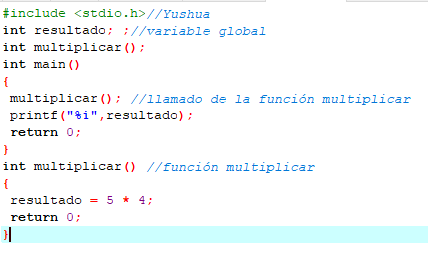 #include <stdio.h>//Yushua
int resultado; ;//variable global
int multiplicar();
int main()
{
multiplicar(); //llamado de la función multiplicar
printf("%i",resultado);
return 0;
}
int multiplicar() //función multiplicar
{
resultado = 5 * 4;
return 0;
}